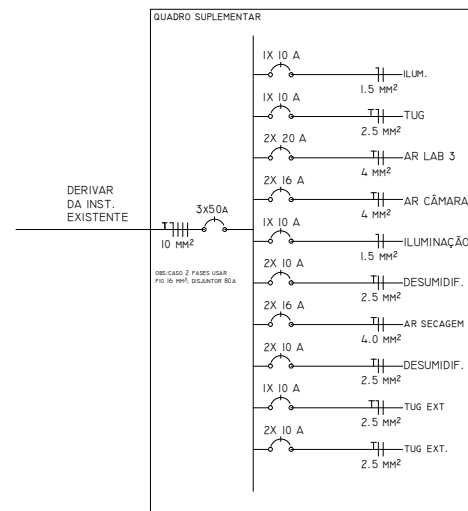 QUADRO SUPLEMENTAR
DERIVAR
DA INST.
EXISTENTE
T
10 MM²
3x50A
OBS:CASO 2 FASES USAR
FIO 16 MM²; DISJUNTOR 80A
1X 10 A
T
ILUM.
1.5 MM²
1X 10 A
T
TUG
2.5 MM²
2X 20 A
T
AR LAB 3
4 MM²
2X 16 A
T
AR CÂMARA
4 MM²
1X 10 A
T
ILUMINAÇÃO
1.5 MM²
2X 10 A
T
DESUMIDIF.
2.5 MM²
2X 16 A
T
AR SECAGEM
4.0 MM²
2X 10 A
T
DESUMIDIF.
2.5 MM²
1X 10 A
T
TUG EXT
2.5 MM²
2X 10 A
T
TUG EXT.
2.5 MM²